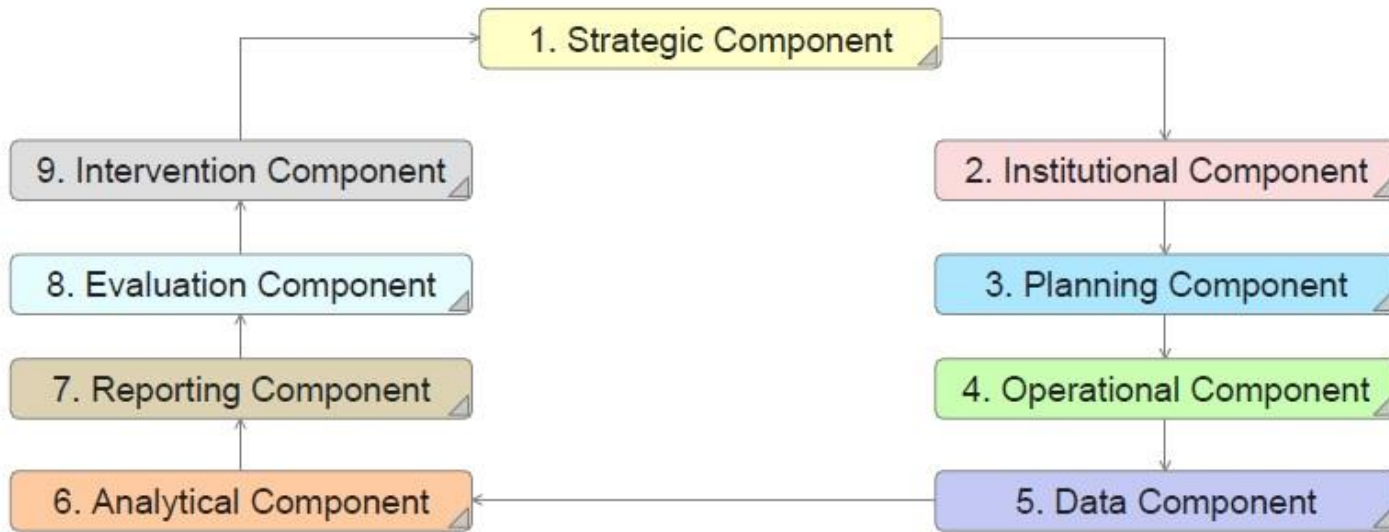 1. Strategic Component
2. Institutional Component
3. Planning Component
4. Operational Component
5. Data Component
6. Analytical Component
7. Reporting Component
8. Evaluation Component
9. Intervention Component